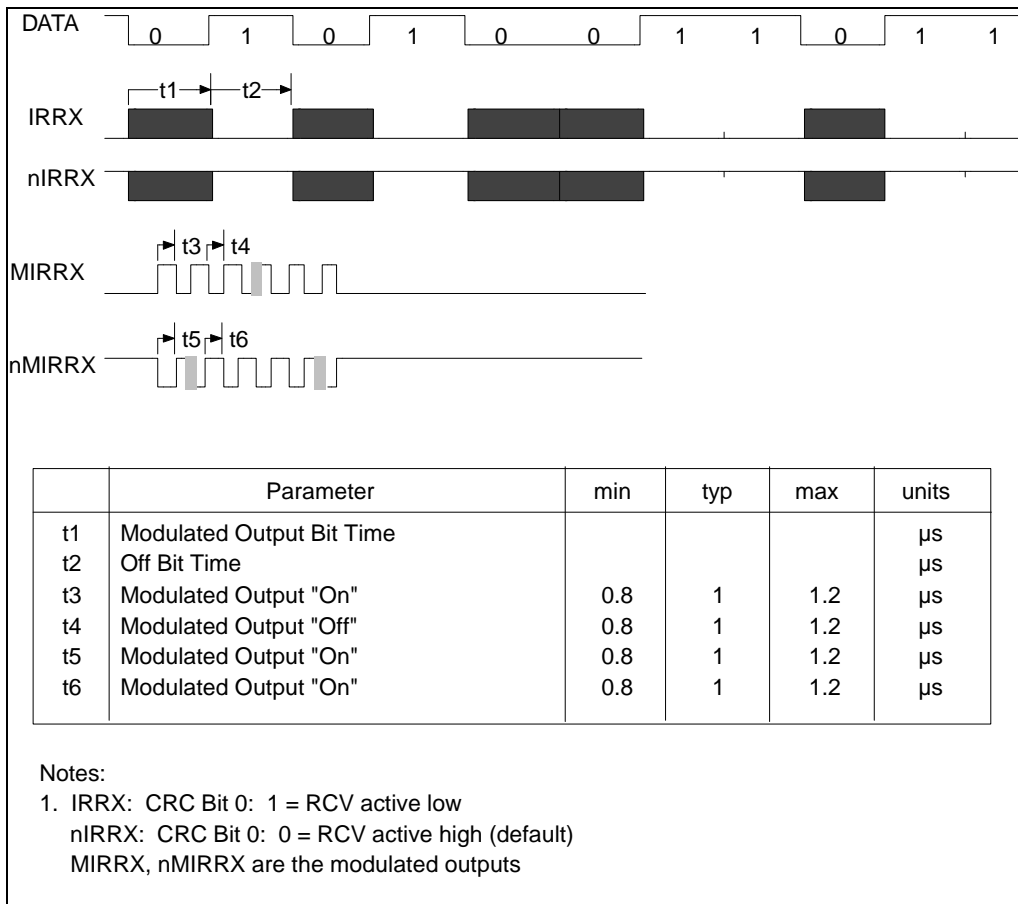 DATA 0 1 0 1 0 0 1 1 0 1 1
t1 t2
IRRX
nIRRX
t3 t4
MIRRX
t5 t6
nMIRRX
Parameter min typ max units
t1 Modulated Output Bit Time µs
t2 Off Bit Time µs
t3 Modulated Output "On" 0.8 1 1.2 µs
t4 Modulated Output "Off" 0.8 1 1.2 µs
t5 Modulated Output "On" 0.8 1 1.2 µs
t6 Modulated Output "On" 0.8 1 1.2 µs
Notes:
1. IRRX: CRC Bit 0: 1 = RCV active low
nIRRX: CRC Bit 0: 0 = RCV active high (default)
MIRRX, nMIRRX are the modulated outputs